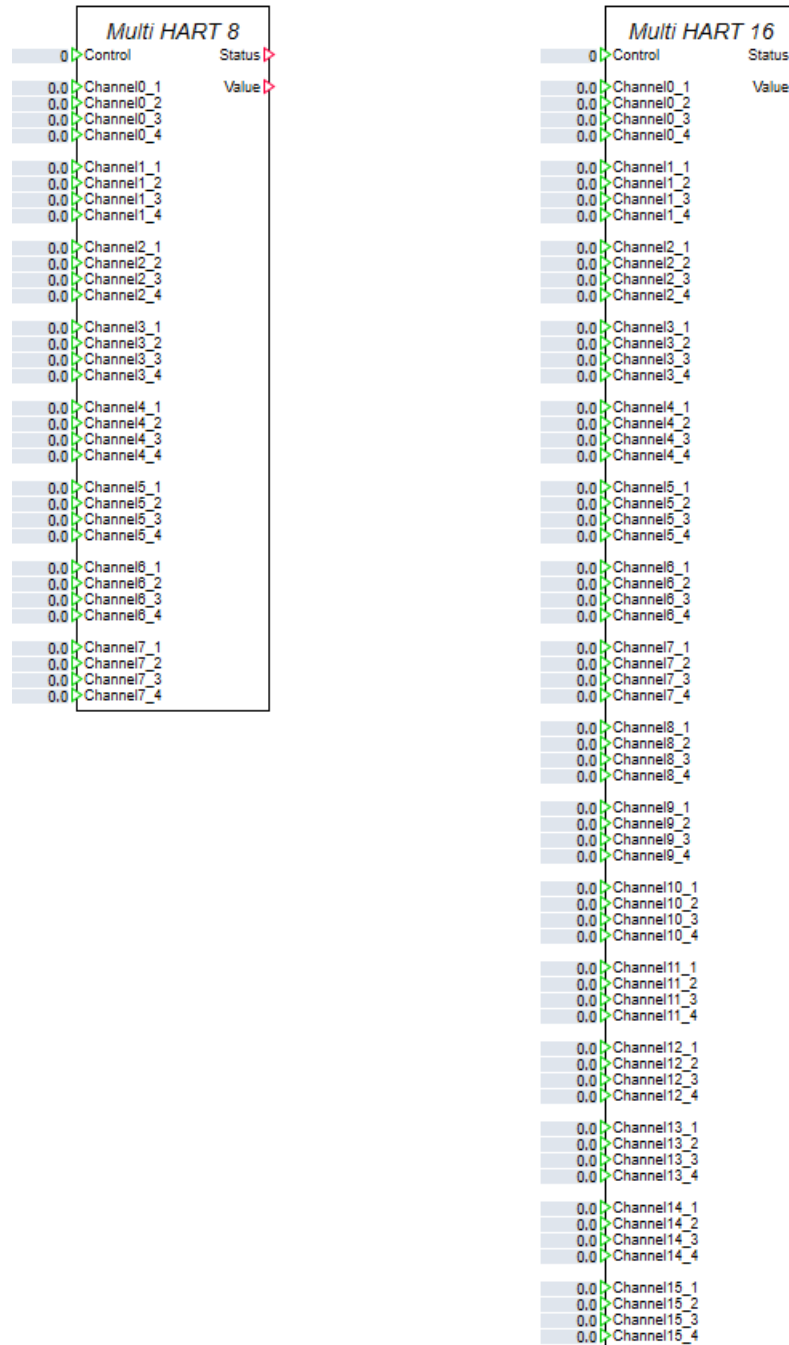 Multi HART 8
0 Control Status
0.0 Channel0_1 Value
0.0 Channel0_2
0.0 Channel0_3
0.0 Channel0_4
0.0 Channel1_1
0.0 Channel1_2
0.0 Channel1_3
0.0 Channel1_4
0.0 Channel2_1
0.0 Channel2_2
0.0 Channel2_3
0.0 Channel2_4
0.0 Channel3_1
0.0 Channel3_2
0.0 Channel3_3
0.0 Channel3_4
0.0 Channel4_1
0.0 Channel4_2
0.0 Channel4_3
0.0 Channel4_4
0.0 Channel5_1
0.0 Channel5_2
0.0 Channel5_3
0.0 Channel5_4
0.0 Channel6_1
0.0 Channel6_2
0.0 Channel6_3
0.0 Channel6_4
0.0 Channel7_1
0.0 Channel7_2
0.0 Channel7_3
0.0 Channel7_4
Multi HART 16
0 Control Status
0.0 Channel0_1 Value
0.0 Channel0_2
0.0 Channel0_3
0.0 Channel0_4
0.0 Channel1_1
0.0 Channel1_2
0.0 Channel1_3
0.0 Channel1_4
0.0 Channel2_1
0.0 Channel2_2
0.0 Channel2_3
0.0 Channel2_4
0.0 Channel3_1
0.0 Channel3_2
0.0 Channel3_3
0.0 Channel3_4
0.0 Channel4_1
0.0 Channel4_2
0.0 Channel4_3
0.0 Channel4_4
0.0 Channel5_1
0.0 Channel5_2
0.0 Channel5_3
0.0 Channel5_4
0.0 Channel6_1
0.0 Channel6_2
0.0 Channel6_3
0.0 Channel6_4
0.0 Channel7_1
0.0 Channel7_2
0.0 Channel7_3
0.0 Channel7_4
0.0 Channel8_1
0.0 Channel8_2
0.0 Channel8_3
0.0 Channel8_4
0.0 Channel9_1
0.0 Channel9_2
0.0 Channel9_3
0.0 Channel9_4
0.0 Channel10_1
0.0 Channel10_2
0.0 Channel10_3
0.0 Channel10_4
0.0 Channel11_1
0.0 Channel11_2
0.0 Channel11_3
0.0 Channel11_4
0.0 Channel12_1
0.0 Channel12_2
0.0 Channel12_3
0.0 Channel12_4
0.0 Channel13_1
0.0 Channel13_2
0.0 Channel13_3
0.0 Channel13_4
0.0 Channel14_1
0.0 Channel14_2
0.0 Channel14_3
0.0 Channel14_4
0.0 Channel15_1
0.0 Channel15_2
0.0 Channel15_3
0.0 Channel15_4